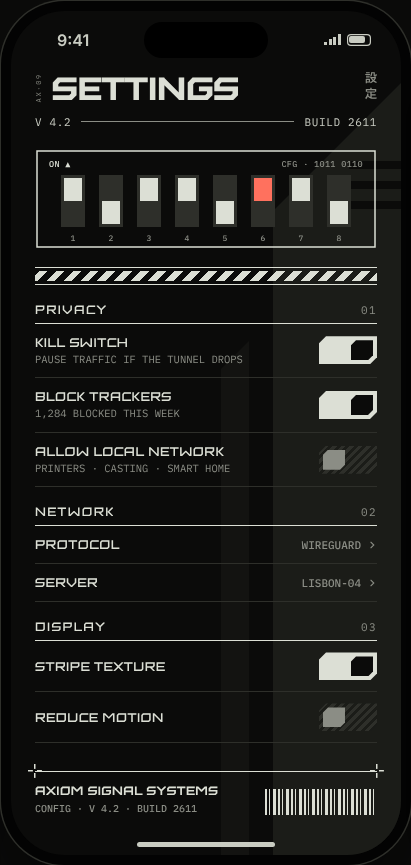 9:41
AX-09
SETTINGS
設定
V 4.2
BUILD 2611
ON ▲
CFG · 1011 0110
1 2 3 4 5 6 7 8
PRIVACY
01
KILL SWITCH
PAUSE TRAFFIC IF THE TUNNEL DROPS
BLOCK TRACKERS
1,284 BLOCKED THIS WEEK
ALLOW LOCAL NETWORK
PRINTERS · CASTING · SMART HOME
NETWORK
02
PROTOCOL
WIREGUARD >
SERVER
LISBON-04 >
DISPLAY
03
STRIPE TEXTURE
REDUCE MOTION
AXIOM SIGNAL SYSTEMS
CONFIG · V 4.2 · BUILD 2611